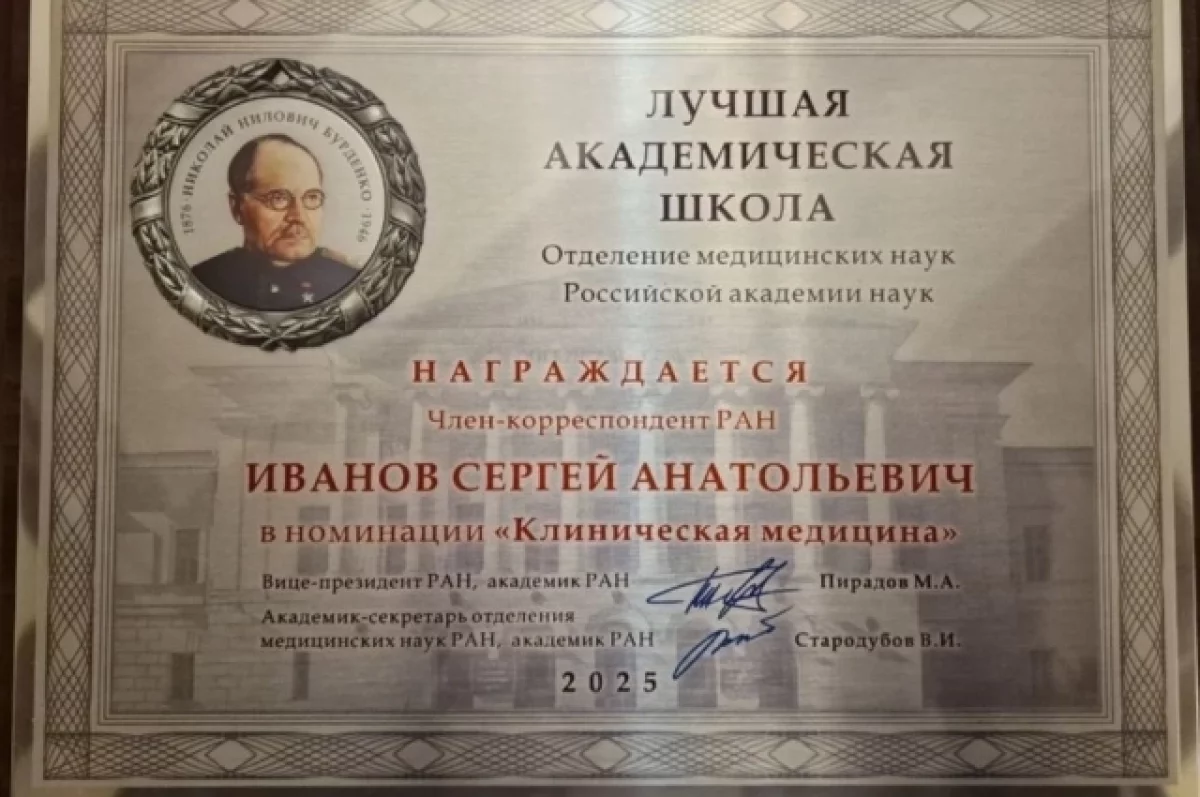 1876 · НИКОЛАЙ НИЛОВИЧ БУРДЕНКО · 1946
ЛУЧШАЯ
АКАДЕМИЧЕСКАЯ
ШКОЛА
Отделение медицинских наук
Российской академии наук
НАГРАЖДАЕТСЯ
Член-корреспондент РАН
ИВАНОВ СЕРГЕЙ АНАТОЛЬЕВИЧ
в номинации «Клиническая медицина»
Вице-президент РАН, академик РАН Пирадов М.А.
Академик-секретарь отделения
медицинских наук РАН, академик РАН Стародубов В.И.
2025